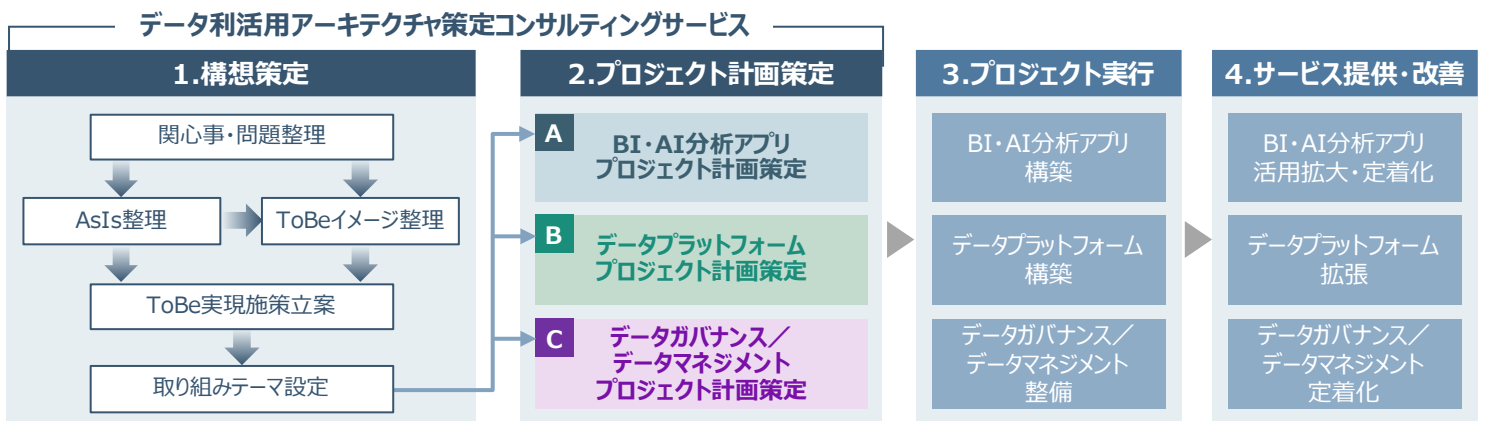 データ利活用アーキテクチャ策定コンサルティングサービス
1.構想策定
関心事・問題整理
AsIs整理
ToBeイメージ整理
ToBe実現施策立案
取り組みテーマ設定
2.プロジェクト計画策定
A
BI・AI分析アプリ
プロジェクト計画策定
B
データプラットフォーム
プロジェクト計画策定
C
データガバナンス／
データマネジメント
プロジェクト計画策定
3.プロジェクト実行
BI・AI分析アプリ
構築
データプラットフォーム
構築
データガバナンス／
データマネジメント
整備
4.サービス提供・改善
BI・AI分析アプリ
活用拡大・定着化
データプラットフォーム
拡張
データガバナンス／
データマネジメント
定着化